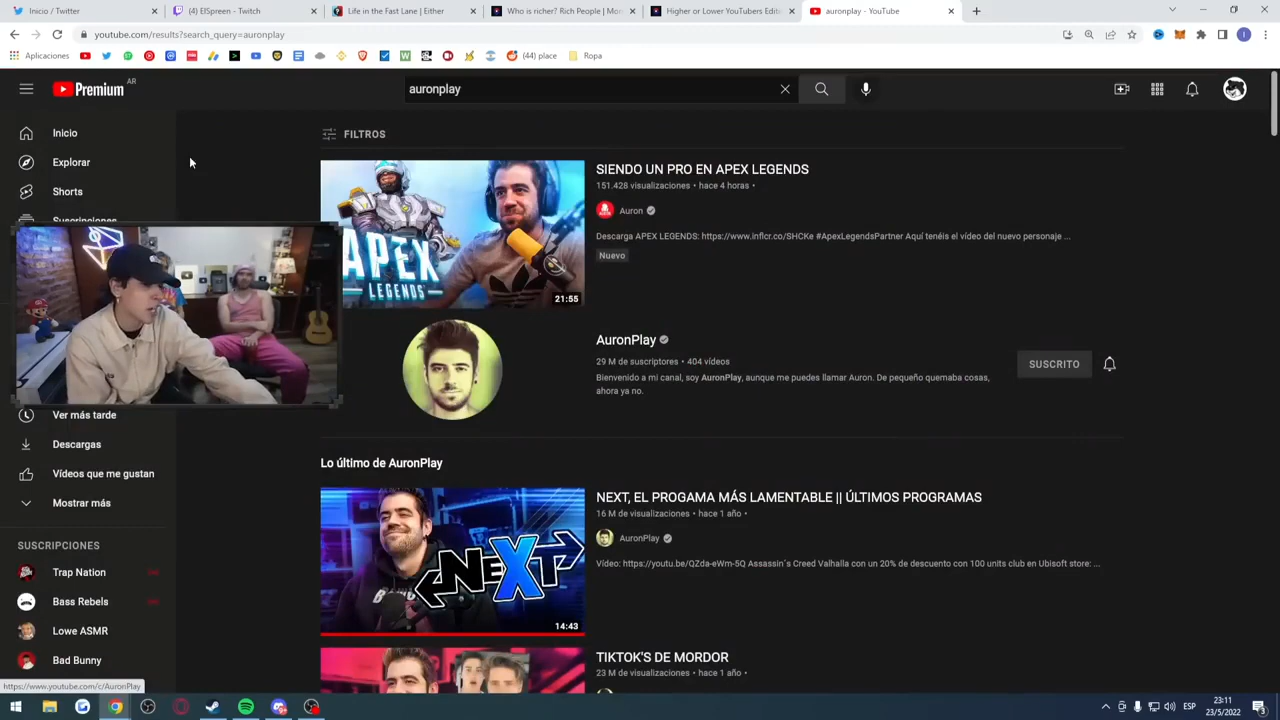 Inicio / Twitter
ElSpreen - Twitch
Life in the Fast Lane | Either
Who is richer? Rich People | Mon
Higher or Lower YouTubers Edit
auronplay - YouTube
youtube.com/results?search_query=auronplay
Aplicaciones
(44) place
Ropa
Premium AR
auronplay
Inicio
Explorar
Shorts
Suscripciones
Ver más tarde
Descargas
Vídeos que me gustan
Mostrar más
SUSCRIPCIONES
Trap Nation
Bass Rebels
Lowe ASMR
Bad Bunny
https://www.youtube.com/c/AuronPlay
FILTROS
APEX
LEGENDS
21:55
SIENDO UN PRO EN APEX LEGENDS
151.428 visualizaciones • hace 4 horas •
Auron
Descarga APEX LEGENDS: https://www.inflcr.co/SHCKe #ApexLegendsPartner Aquí tenéis el vídeo del nuevo personaje ...
Nuevo
AuronPlay
29 M de suscriptores • 404 vídeos
Bienvenido a mi canal, soy AuronPlay, aunque me puedes llamar Auron. De pequeño quemaba cosas,
ahora ya no.
SUSCRITO
Lo último de AuronPlay
NEXT
14:43
NEXT, EL PROGAMA MÁS LAMENTABLE || ÚLTIMOS PROGRAMAS
16 M de visualizaciones • hace 1 año •
AuronPlay
Vídeo: https://youtu.be/QZda-eWm-5Q Assassin´s Creed Valhalla con un 20% de descuento con 100 units club en Ubisoft store: ...
TIKTOK'S DE MORDOR
23 M de visualizaciones • hace 1 año •
ESP
23:11
23/5/2022